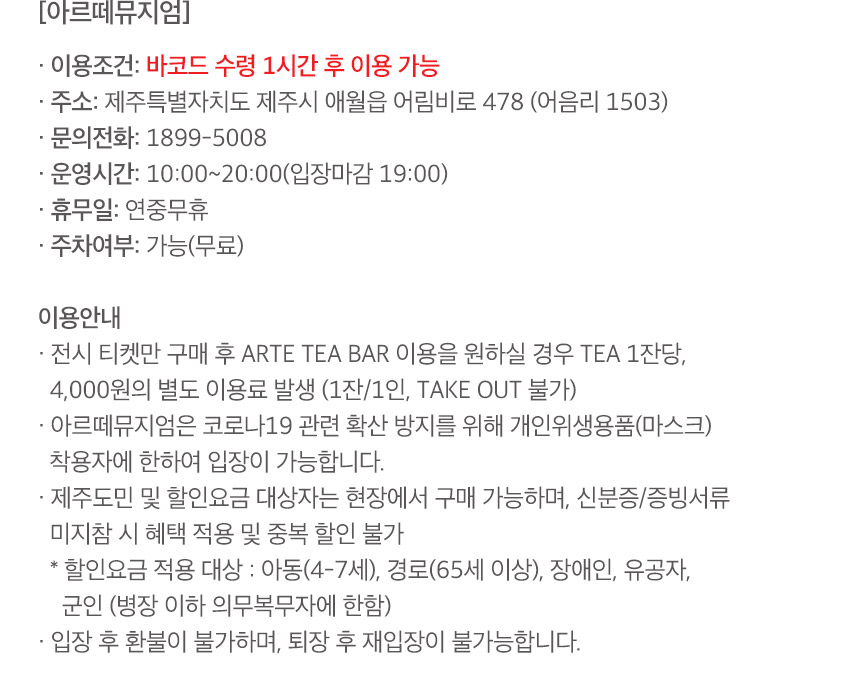 [아르떼뮤지엄]
· 이용조건: 바코드 수령 1시간 후 이용 가능
· 주소: 제주특별자치도 제주시 애월읍 어림비로 478 (어음리 1503)
· 문의전화: 1899-5008
· 운영시간: 10:00~20:00(입장마감 19:00)
· 휴무일: 연중무휴
· 주차여부: 가능(무료)
이용안내
· 전시 티켓만 구매 후 ARTE TEA BAR 이용을 원하실 경우 TEA 1잔당,
4,000원의 별도 이용료 발생 (1잔/1인, TAKE OUT 불가)
· 아르떼뮤지엄은 코로나19 관련 확산 방지를 위해 개인위생용품(마스크)
착용자에 한하여 입장이 가능합니다.
· 제주도민 및 할인요금 대상자는 현장에서 구매 가능하며, 신분증/증빙서류
미지참 시 혜택 적용 및 중복 할인 불가
* 할인요금 적용 대상 : 아동(4-7세), 경로(65세 이상), 장애인, 유공자,
군인 (병장 이하 의무복무자에 한함)
· 입장 후 환불이 불가하며, 퇴장 후 재입장이 불가능합니다.